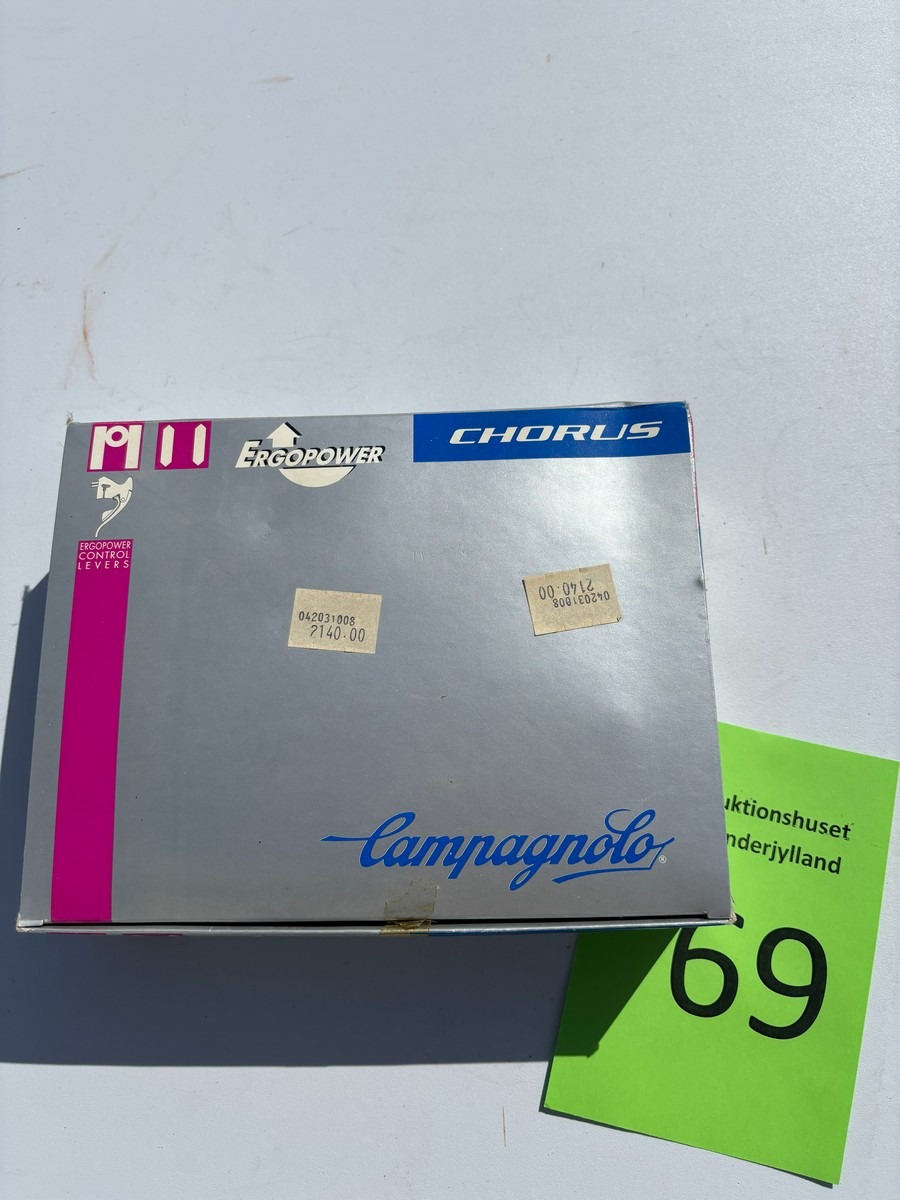 ERGOPOWER
CHORUS
ERGOPOWER
CONTROL
LEVERS
042031008
2140.00
042031008
2140.00
Campagnolo®
uktionshuset
nderjylland
69